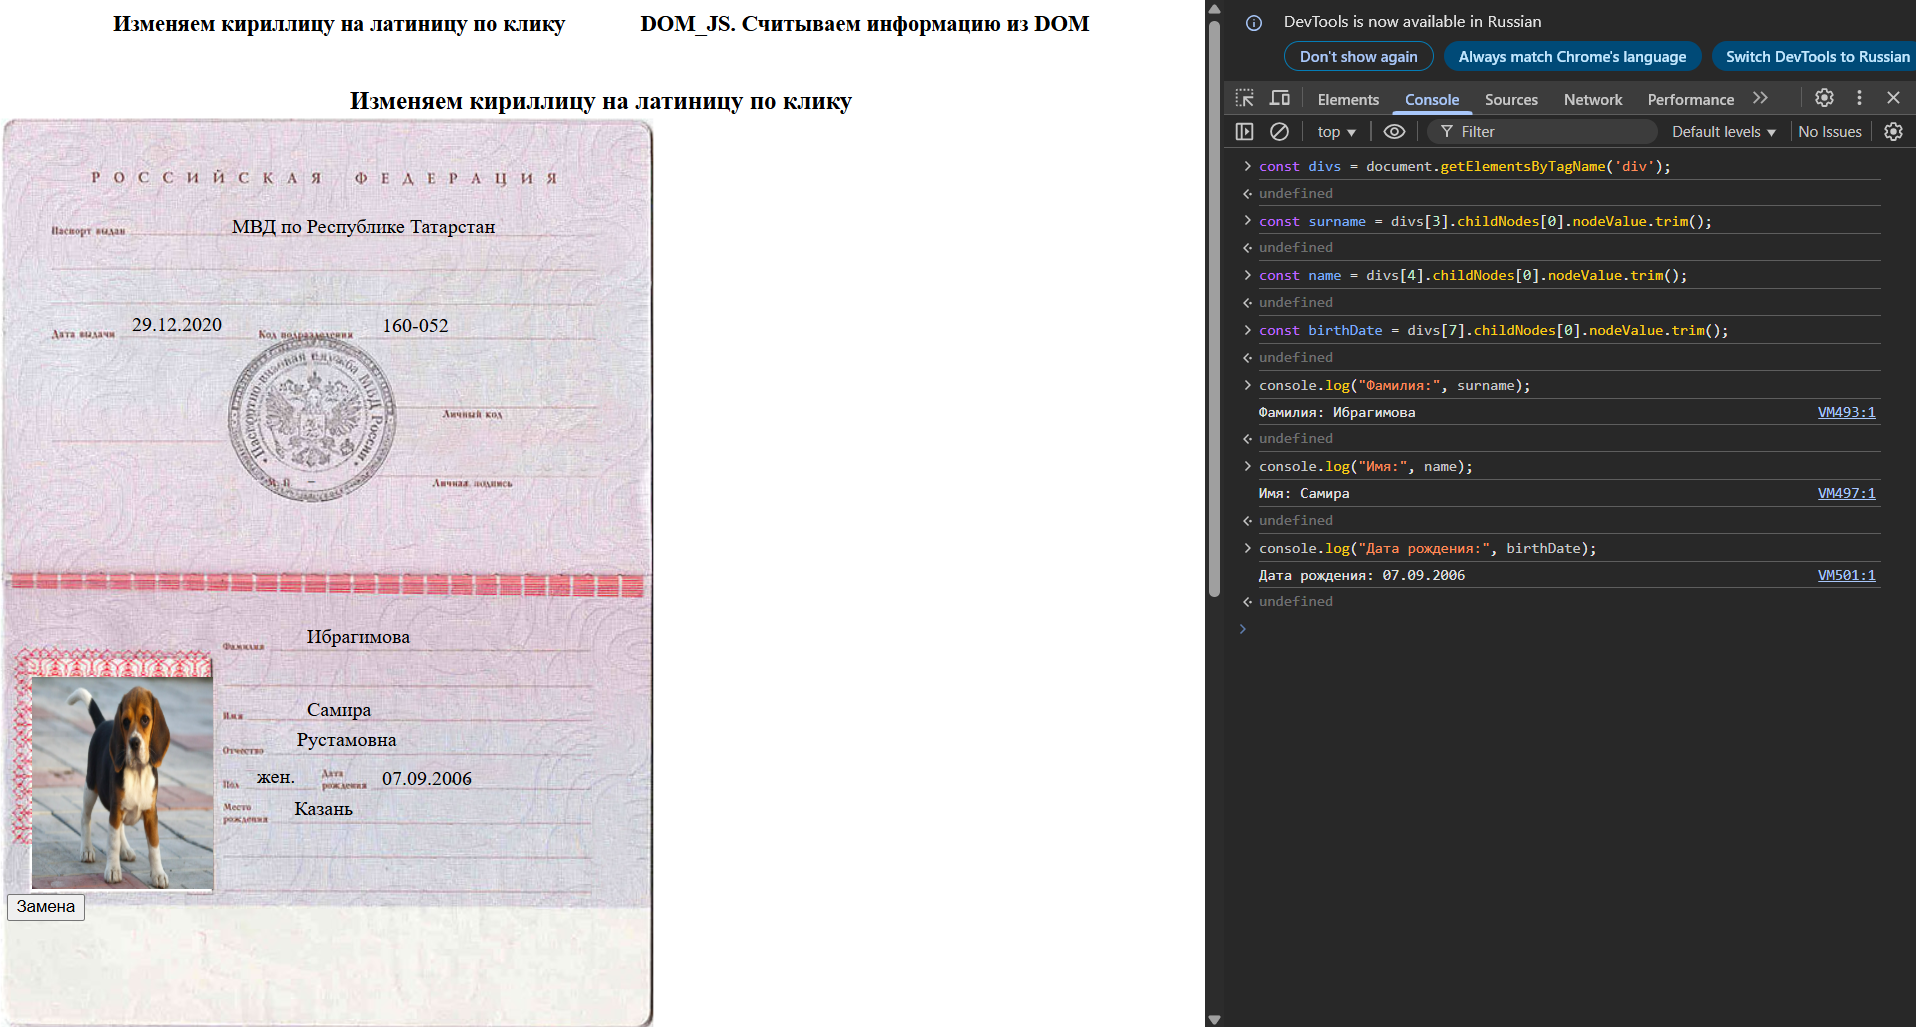 Изменяем кириллицу на латиницу по клику
DOM_JS. Считываем информацию из DOM
Изменяем кириллицу на латиницу по клику
РОССИЙСКАЯ ФЕДЕРАЦИЯ
Паспорт выдан
МВД по Республике Татарстан
Дата выдачи
29.12.2020
Код подразделения
160-052
Паспортно-визовая служба МВД России
Личный код
М П
Личная подпись
Фамилия
Ибрагимова
Имя
Самира
Отчество
Рустамовна
Пол
жен.
Дата
рождения
07.09.2006
Место
рождения
Казань
Замена
DevTools is now available in Russian
Don't show again
Always match Chrome's language
Switch DevTools to Russian
Elements
Console
Sources
Network
Performance
top
Filter
Default levels
No Issues
const divs = document.getElementsByTagName('div');
undefined
const surname = divs[3].childNodes[0].nodeValue.trim();
undefined
const name = divs[4].childNodes[0].nodeValue.trim();
undefined
const birthDate = divs[7].childNodes[0].nodeValue.trim();
undefined
console.log("Фамилия:", surname);
Фамилия: Ибрагимова VM493:1
undefined
console.log("Имя:", name);
Имя: Самира VM497:1
undefined
console.log("Дата рождения:", birthDate);
Дата рождения: 07.09.2006 VM501:1
undefined